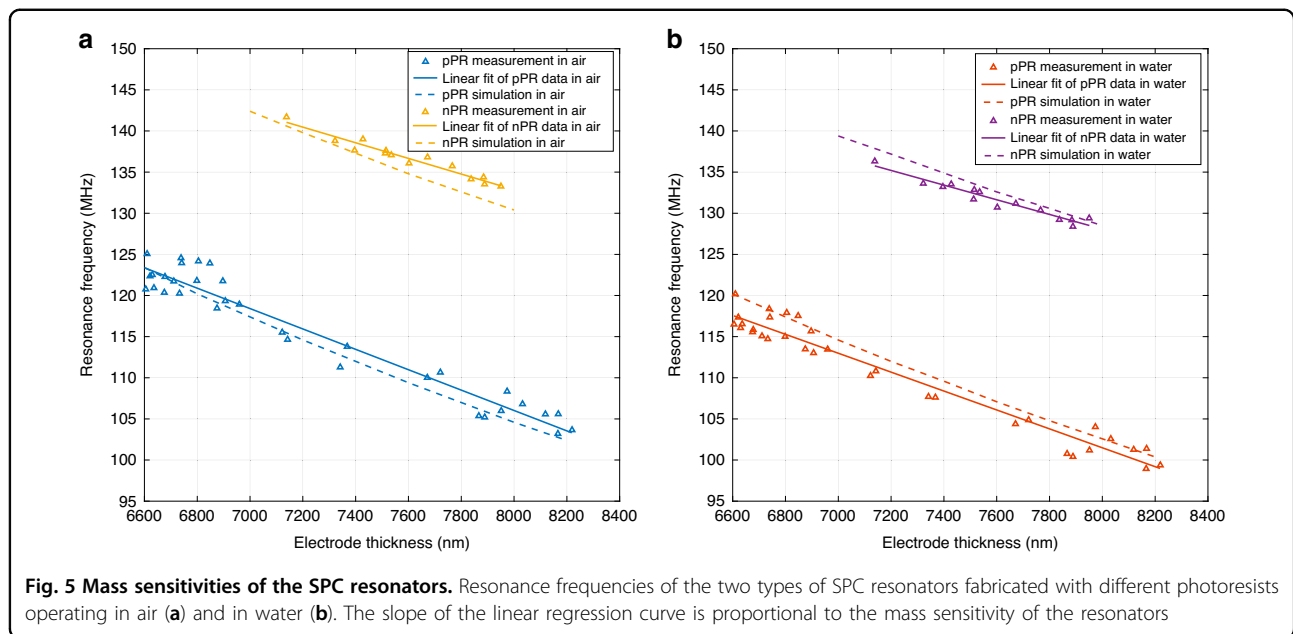 a
150
145
140
135
130
125
120
115
110
105
100
95
Resonance frequency (MHz)
pPR measurement in air
Linear fit of pPR data in air
pPR simulation in air
nPR measurement in air
Linear fit of nPR data in air
nPR simulation in air
6600 6800 7000 7200 7400 7600 7800 8000 8200 8400
Electrode thickness (nm)
b
150
145
140
135
130
125
120
115
110
105
100
95
Resonance frequency (MHz)
pPR measurement in water
Linear fit of pPR data in water
pPR simulation in water
nPR measurement in water
Linear fit of nPR data in water
nPR simulation in water
6600 6800 7000 7200 7400 7600 7800 8000 8200 8400
Electrode thickness (nm)
Fig. 5 Mass sensitivities of the SPC resonators. Resonance frequencies of the two types of SPC resonators fabricated with different photoresists
operating in air (a) and in water (b). The slope of the linear regression curve is proportional to the mass sensitivity of the resonators